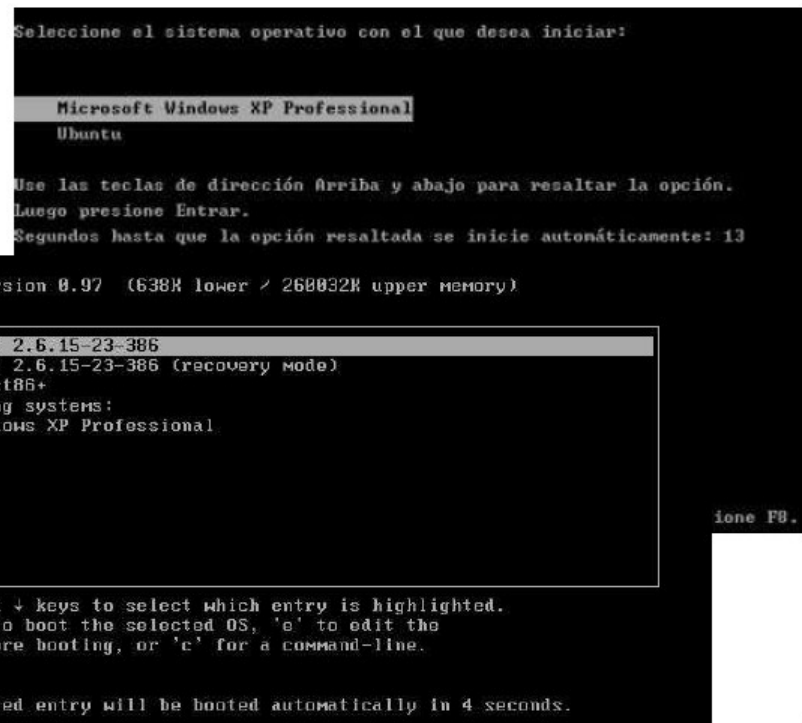 Seleccione el sistema operativo con el que desea iniciar:
Microsoft Windows XP Professional
Ubuntu
Use las teclas de dirección Arriba y abajo para resaltar la opción.
Luego presione Entrar.
Segundos hasta que la opción resaltada se inicie automáticamente: 13
rsion 0.97 (638K lower / 260032K upper memory)
2.6.15-23-386
2.6.15-23-386 (recovery mode)
t86+
ng systems:
ows XP Professional
ione F8.
↓ keys to select which entry is highlighted.
o boot the selected OS, 'e' to edit the
re booting, or 'c' for a command-line.
ed entry will be booted automatically in 4 seconds.